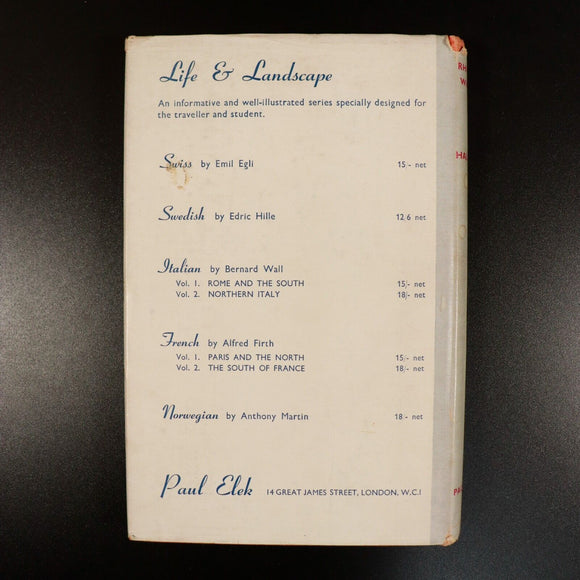 Life & Landscape
An informative and well-illustrated series specially designed for
the traveller and student.
Swiss by Emil Egli 15/- net
Swedish by Edric Hille 12/6 net
Italian by Bernard Wall
Vol. 1. ROME AND THE SOUTH 15/- net
Vol. 2. NORTHERN ITALY 18/- net
French by Alfred Firth
Vol. 1. PARIS AND THE NORTH 15/- net
Vol. 2. THE SOUTH OF FRANCE 18/- net
Norwegian by Anthony Martin 18/- net
Paul Elek 14 GREAT JAMES STREET, LONDON, W.C.1